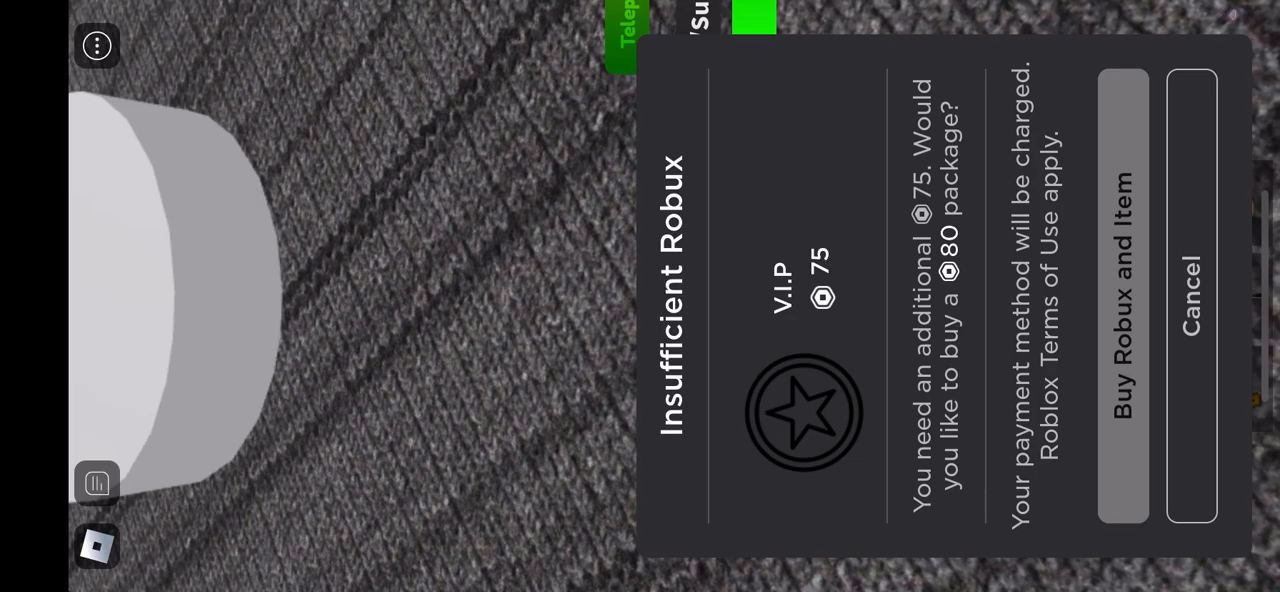 Insufficient Robux
V.I.P
75
You need an additional 75. Would
you like to buy a 80 package?
Your payment method will be charged.
Roblox Terms of Use apply.
Buy Robux and Item
Cancel